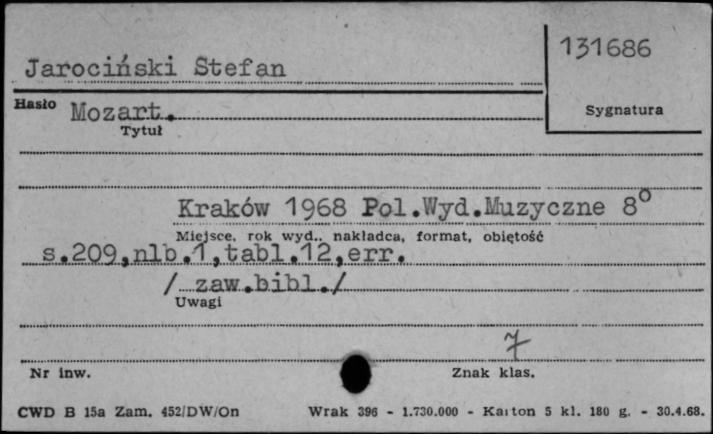 131686
Jarociński Stefan
Hasło Mozart.
Sygnatura
Tytuł
Kraków 1968 Pol.Wyd.Muzyczne 8°
Miejsce, rok wyd., nakładca, format, objętość
s.209,nlb.1,tabl.12,err.
/ zaw.bibl./
Uwagi
7
Nr inw. Znak klas.
CWD B 15a Zam. 452/DW/On Wrak 396 - 1.730.000 - Karton 5 kl. 180 g. - 30.4.68.